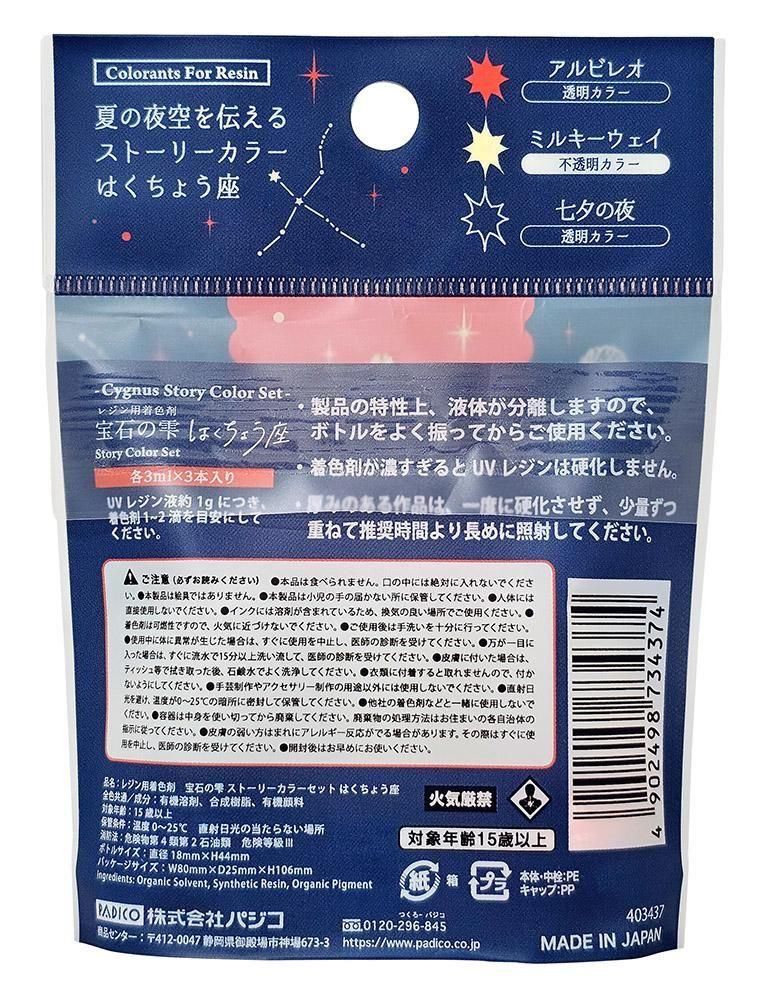 Colorants For Resin
夏の夜空を伝える
ストーリーカラー
はくちょう座
アルビレオ
透明カラー
ミルキーウェイ
不透明カラー
七夕の夜
透明カラー
-Cygnus Story Color Set-
レジン用着色剤
宝石の雫 はくちょう座
Story Color Set
各3ml×3本入り
UVレジン液約1gにつき、
着色剤1~2滴を目安にして
ください。
・製品の特性上、液体が分離しますので、
ボトルをよく振ってからご使用ください。
・着色剤が濃すぎるとUVレジンは硬化しません。
・厚みのある作品は、一度に硬化させず、少量ずつ
重ねて推奨時間より長めに照射してください。
ご注意(必ずお読みください) ●本品は食べられません。口の中には絶対に入れないでくださ
い。●本製品は絵具ではありません。●本製品は小児の手の届かない所に保管してください。●人体には
直接使用しないでください。●インクには溶剤が含まれているため、換気の良い場所でご使用ください。●
着色剤は可燃性ですので、火気に近づけないでください。●ご使用後は手洗いを十分に行ってください。
●使用中に体に異常が生じた場合は、すぐに使用を中止し、医師の診断を受けてください。●万が一目に
入った場合は、すぐに流水で15分以上洗い流して、医師の診断を受けてください。●皮膚に付いた場合は、
ティッシュ等で拭き取った後、石鹸水でよく洗浄してください。●衣類に付着すると取れませんので、付か
ないようにしてください。●手芸制作やアクセサリー制作の用途以外には使用しないでください。●直射日
光を避け、温度が0~25℃の暗所に密封して保管してください。●他社の着色剤などと一緒に使用しないで
ください。●容器は中身を使い切ってから廃棄してください。廃棄物の処理方法はお住まいの各自治体の
指示に従ってください。●皮膚の弱い方はまれにアレルギー反応がでる場合があります。その際はすぐに使
用を中止し、医師の診断を受けてください。●開封後はお早めにお使いください。
4 902498 734374
品名:レジン用着色剤 宝石の雫 ストーリーカラーセット はくちょう座
全色共通/成分:有機溶剤、合成樹脂、有機顔料
対象年齢:15歳以上
保管条件:温度0~25℃ 直射日光の当たらない場所
消防法:危険物第4類第2石油類 危険等級Ⅲ
ボトルサイズ:直径18mm×H44mm
パッケージサイズ:W80mm×D25mm×H106mm
Ingredients: Organic Solvent, Synthetic Resin, Organic Pigment
火気厳禁
対象年齢15歳以上
紙 箱 プラ 本体・中栓:PE
キャップ:PP
PADICO 株式会社パジコ
商品センター:〒412-0047 静岡県御殿場市神場673-3
つくるーパジコ
0120-296-845
https://www.padico.co.jp
403437
MADE IN JAPAN